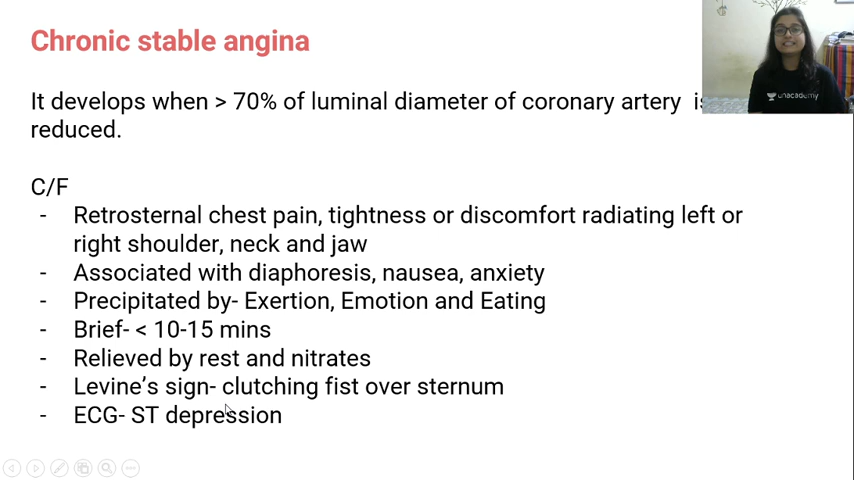 Chronic stable angina
It develops when > 70% of luminal diameter of coronary artery
reduced.
C/F
- Retrosternal chest pain, tightness or discomfort radiating left or
right shoulder, neck and jaw
- Associated with diaphoresis, nausea, anxiety
- Precipitated by- Exertion, Emotion and Eating
- Brief- < 10-15 mins
- Relieved by rest and nitrates
- Levine’s sign- clutching fist over sternum
- ECG- ST depression
unacademy